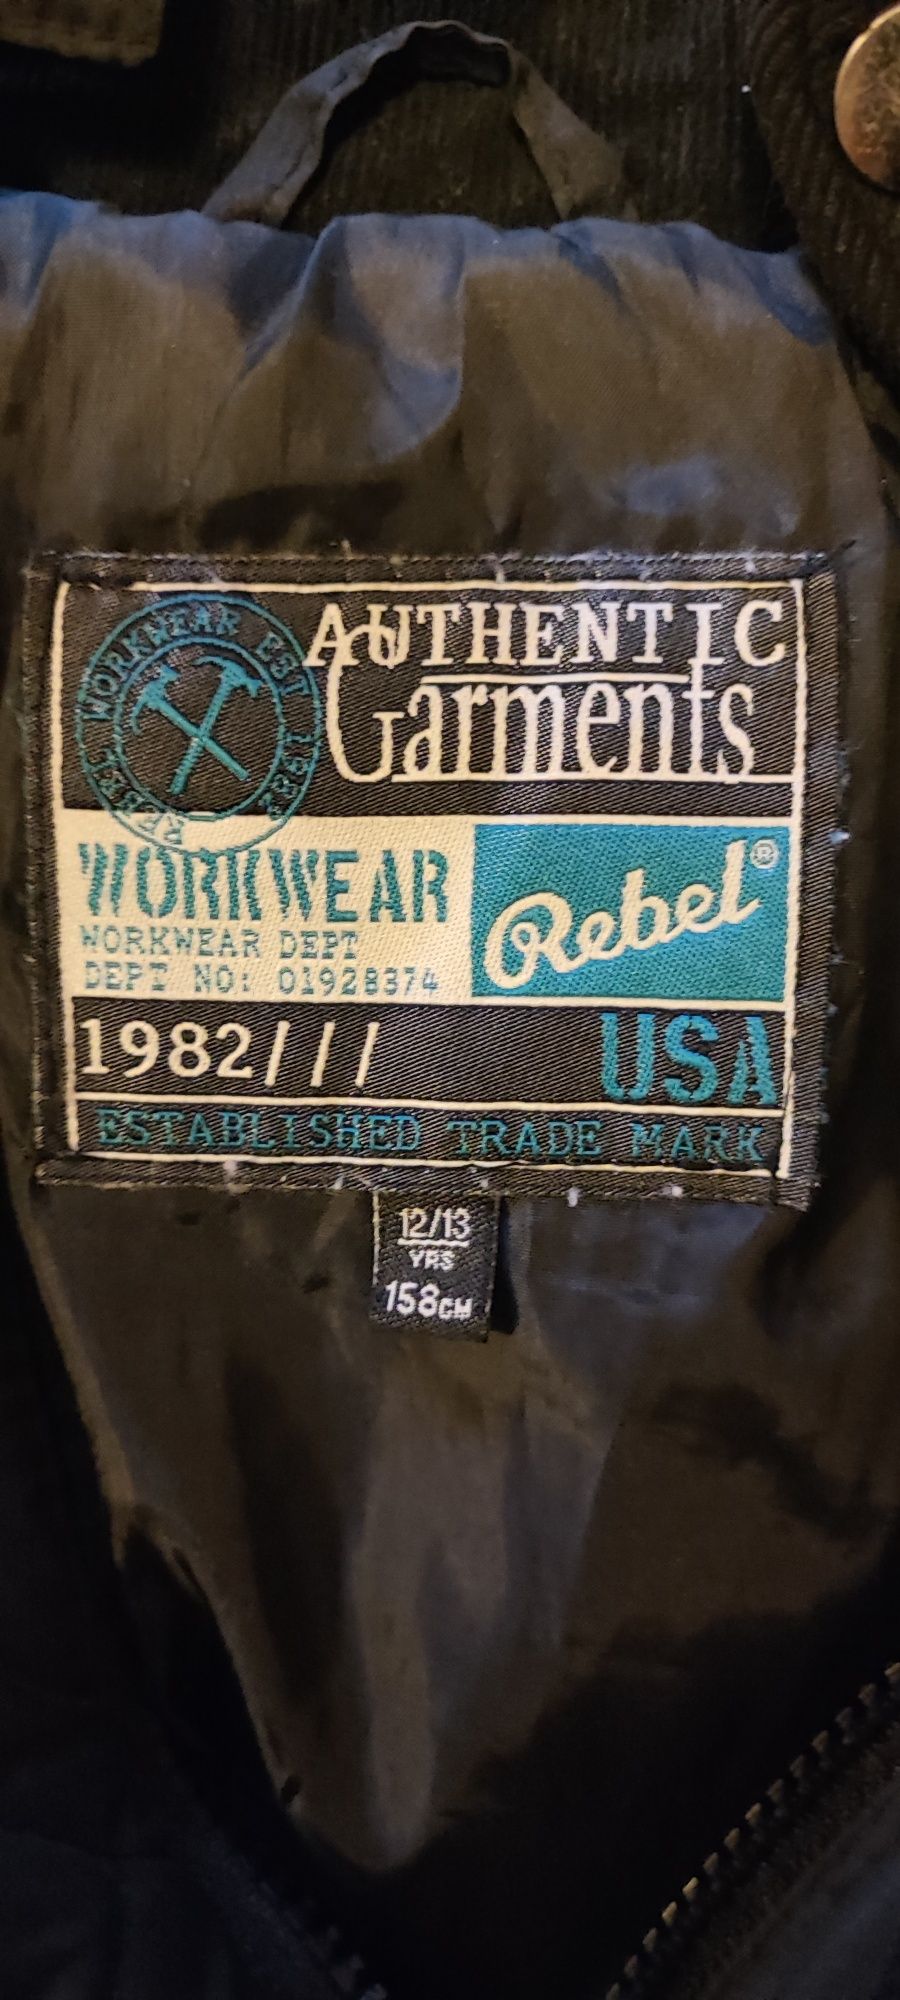 REBEL WORKWEAR EST 1982
AUTHENTIC
Garments
WORKWEAR
WORKWEAR DEPT
DEPT NO: 01928374
Rebel®
1982///
USA
ESTABLISHED TRADE MARK
12/13
YRS
158CM